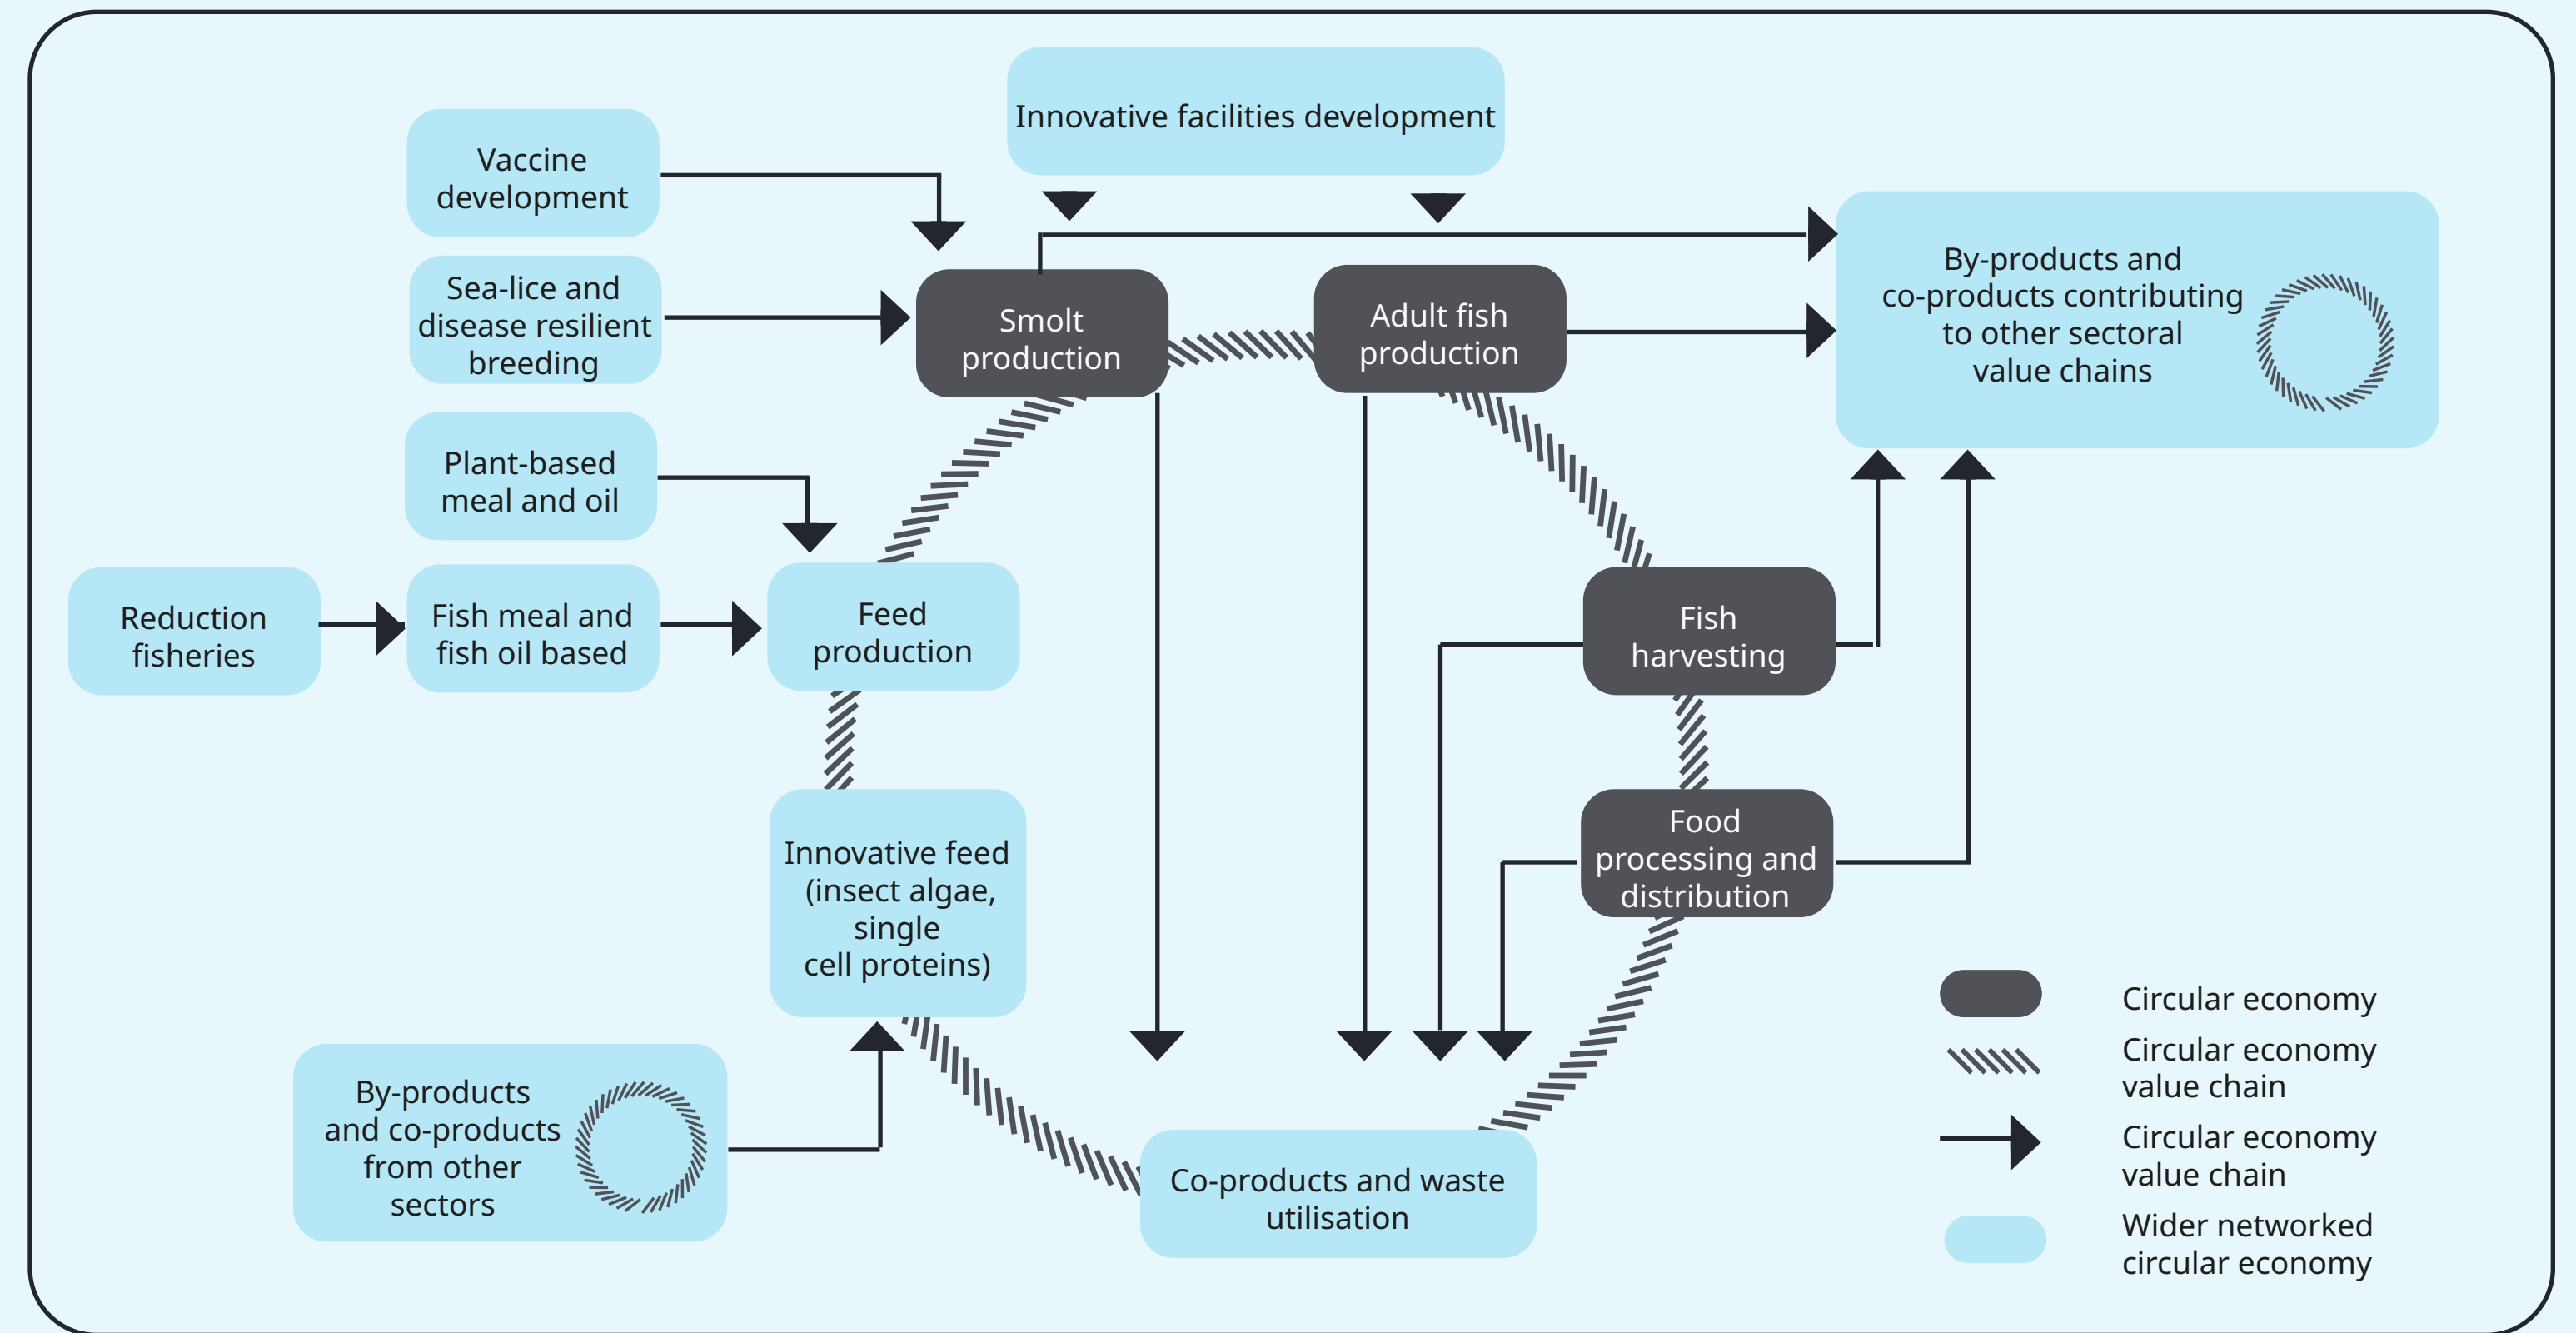 Innovative facilities development
Vaccine
development
Sea-lice and
disease resilient
breeding
Smolt
production
Adult fish
production
By-products and
co-products contributing
to other sectoral
value chains
Plant-based
meal and oil
Reduction
fisheries
Fish meal and
fish oil based
Feed
production
Fish
harvesting
Innovative feed
(insect algae,
single
cell proteins)
Food
processing and
distribution
By-products
and co-products
from other
sectors
Co-products and waste
utilisation
Circular economy
Circular economy
value chain
Circular economy
value chain
Wider networked
circular economy